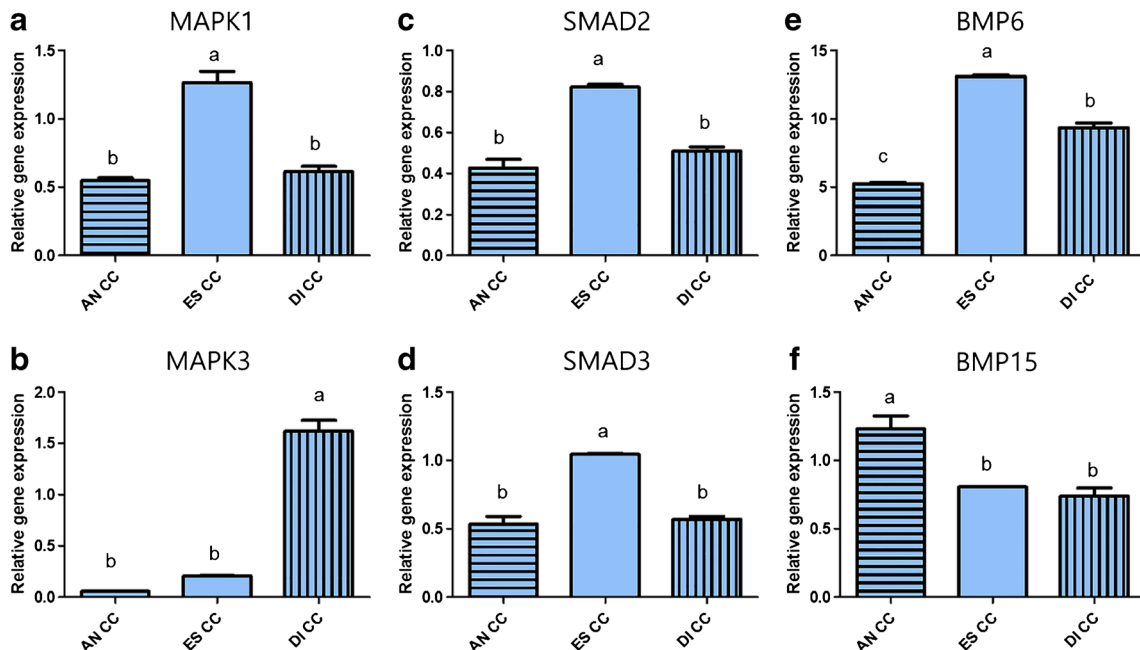 a
MAPK1
Relative gene expression
1.5
1.0
0.5
0.0
b
a
b
AN CC
ES CC
DI CC
c
SMAD2
Relative gene expression
1.0
0.8
0.6
0.4
0.2
0.0
b
a
b
AN CC
ES CC
DI CC
e
BMP6
Relative gene expression
15
10
5
0
c
a
b
AN CC
ES CC
DI CC
b
MAPK3
Relative gene expression
2.0
1.5
1.0
0.5
0.0
b
b
a
AN CC
ES CC
DI CC
d
SMAD3
Relative gene expression
1.5
1.0
0.5
0.0
b
a
b
AN CC
ES CC
DI CC
f
BMP15
Relative gene expression
1.5
1.0
0.5
0.0
a
b
b
AN CC
ES CC
DI CC